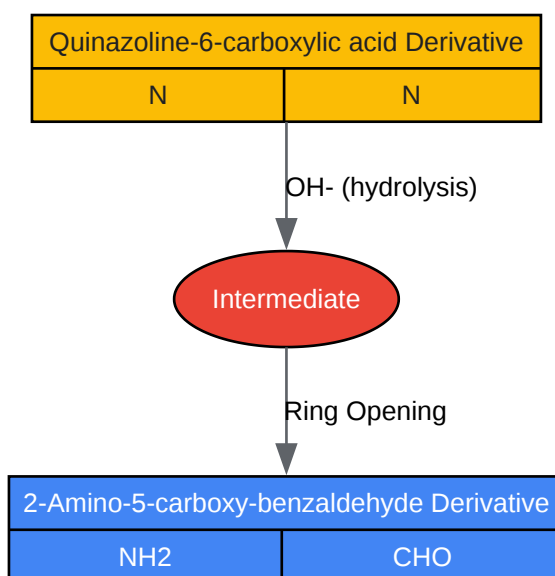 Quinazoline-6-carboxylic acid Derivative
N N
OH- (hydrolysis)
Intermediate
Ring Opening
2-Amino-5-carboxy-benzaldehyde Derivative
NH2 CHO